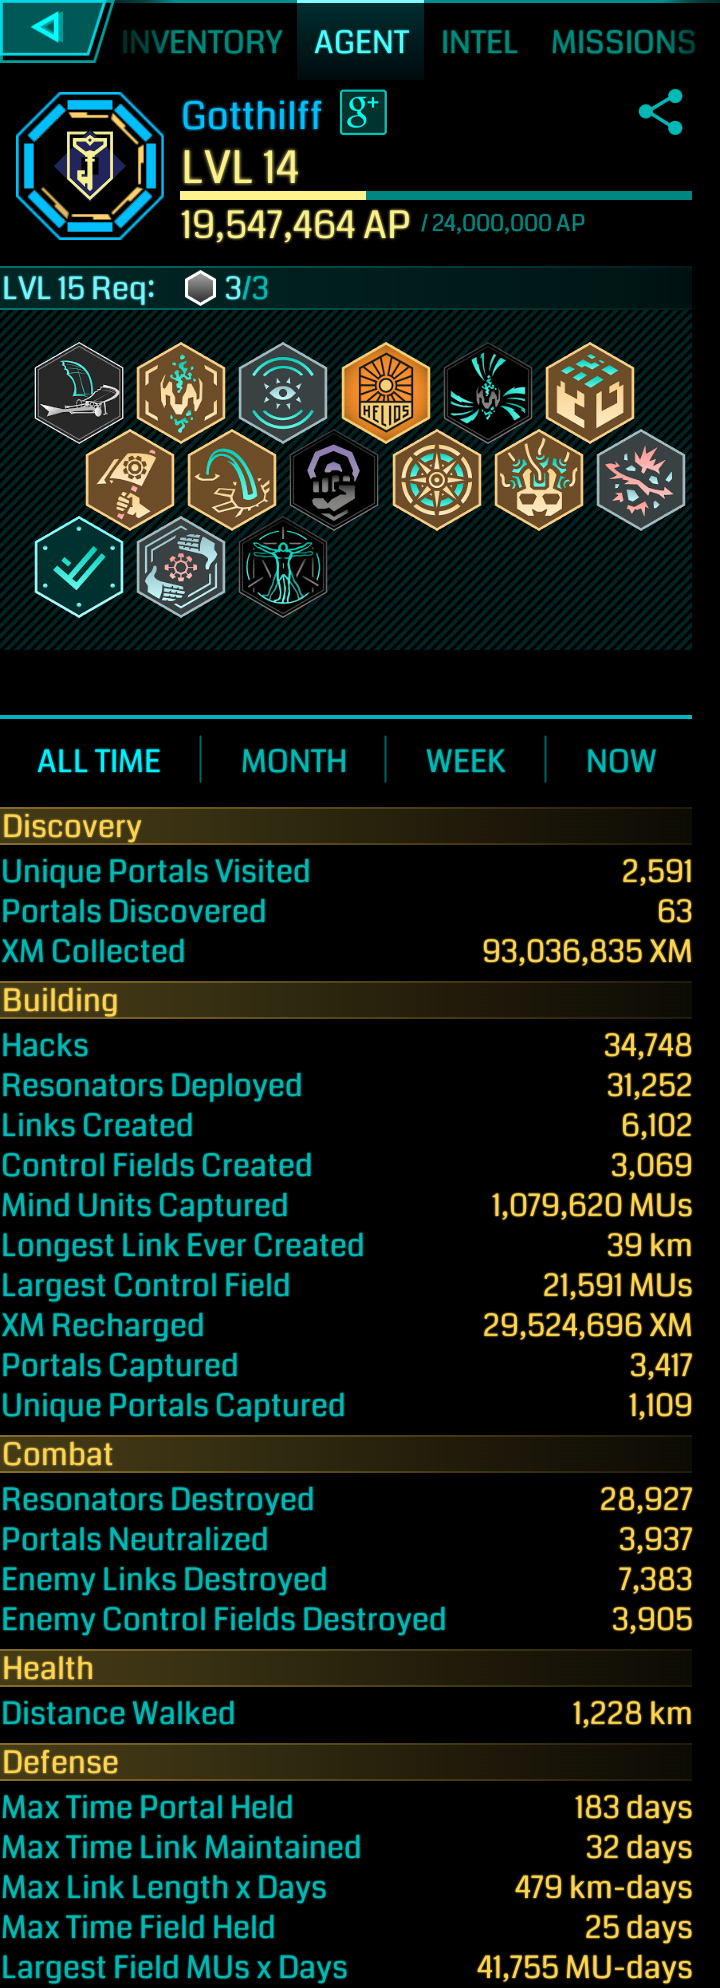 INVENTORY AGENT INTEL MISSIONS
Gotthilff g+
LVL 14
19,547,464 AP / 24,000,000 AP
LVL 15 Req: 3/3
HELIOS
ALL TIME MONTH WEEK NOW
Discovery
Unique Portals Visited 2,591
Portals Discovered 63
XM Collected 93,036,835 XM
Building
Hacks 34,748
Resonators Deployed 31,252
Links Created 6,102
Control Fields Created 3,069
Mind Units Captured 1,079,620 MUs
Longest Link Ever Created 39 km
Largest Control Field 21,591 MUs
XM Recharged 29,524,696 XM
Portals Captured 3,417
Unique Portals Captured 1,109
Combat
Resonators Destroyed 28,927
Portals Neutralized 3,937
Enemy Links Destroyed 7,383
Enemy Control Fields Destroyed 3,905
Health
Distance Walked 1,228 km
Defense
Max Time Portal Held 183 days
Max Time Link Maintained 32 days
Max Link Length x Days 479 km-days
Max Time Field Held 25 days
Largest Field MUs x Days 41,755 MU-days